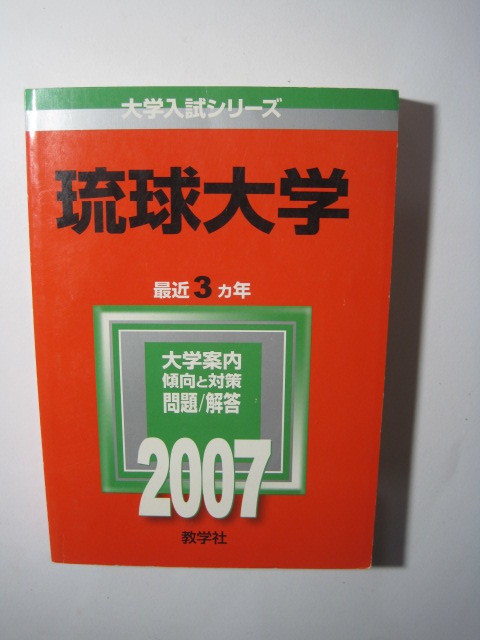 大学入試シリーズ
琉球大学
最近3ヵ年
大学案内
傾向と対策
問題/解答
2007
教学社